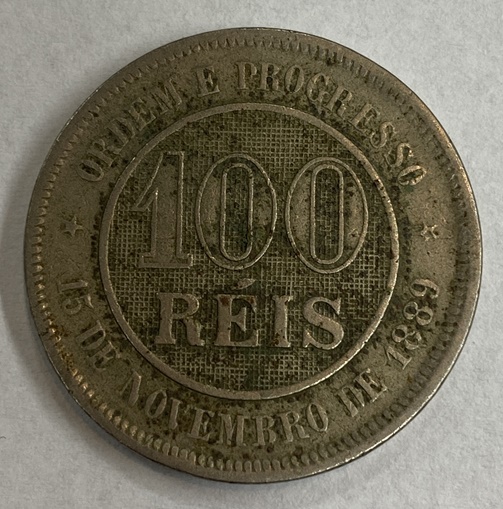 ORDEM E PROGRESSO
100
RÉIS
15 DE NOVEMBRO DE 1889